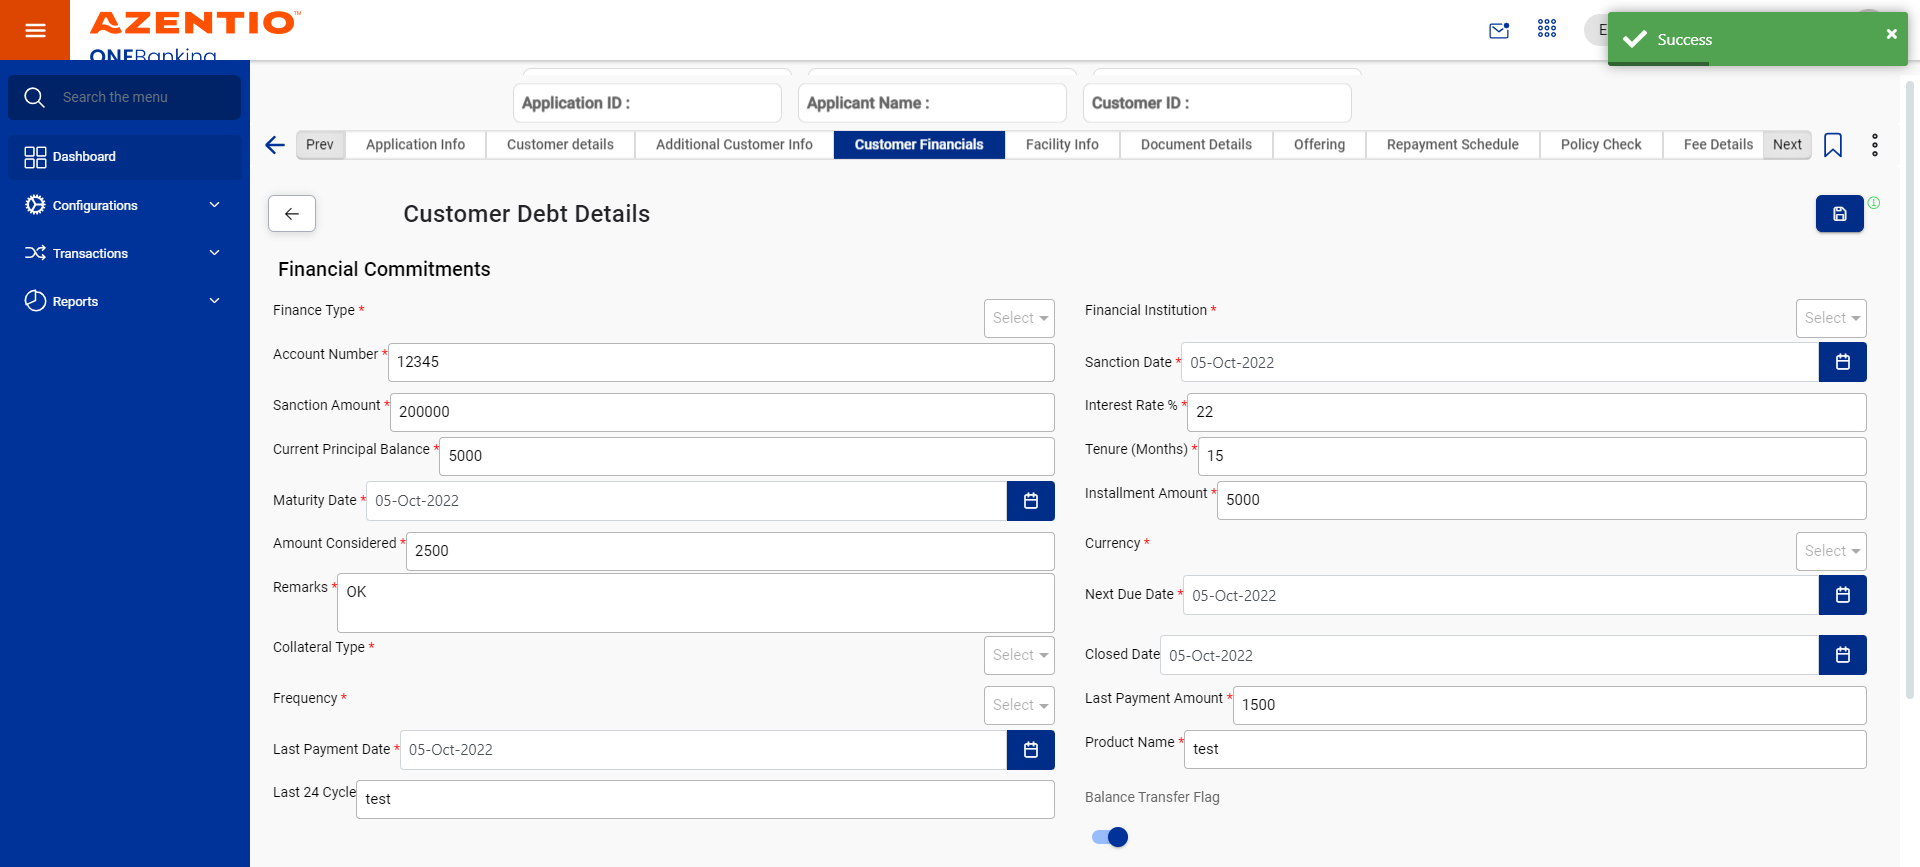 AZENTIO™
ONEBanking
E
Success
Search the menu
Dashboard
Configurations
Transactions
Reports
Application ID :
Applicant Name :
Customer ID :
Prev
Application Info
Customer details
Additional Customer Info
Customer Financials
Facility Info
Document Details
Offering
Repayment Schedule
Policy Check
Fee Details
Next
Customer Debt Details
Financial Commitments
Finance Type * Select
Financial Institution * Select
Account Number * 12345
Sanction Date * 05-Oct-2022
Sanction Amount * 200000
Interest Rate % * 22
Current Principal Balance * 5000
Tenure (Months) * 15
Maturity Date * 05-Oct-2022
Installment Amount * 5000
Amount Considered * 2500
Currency * Select
Remarks * OK
Next Due Date * 05-Oct-2022
Collateral Type * Select
Closed Date 05-Oct-2022
Frequency * Select
Last Payment Amount * 1500
Last Payment Date * 05-Oct-2022
Product Name * test
Last 24 Cycle test
Balance Transfer Flag